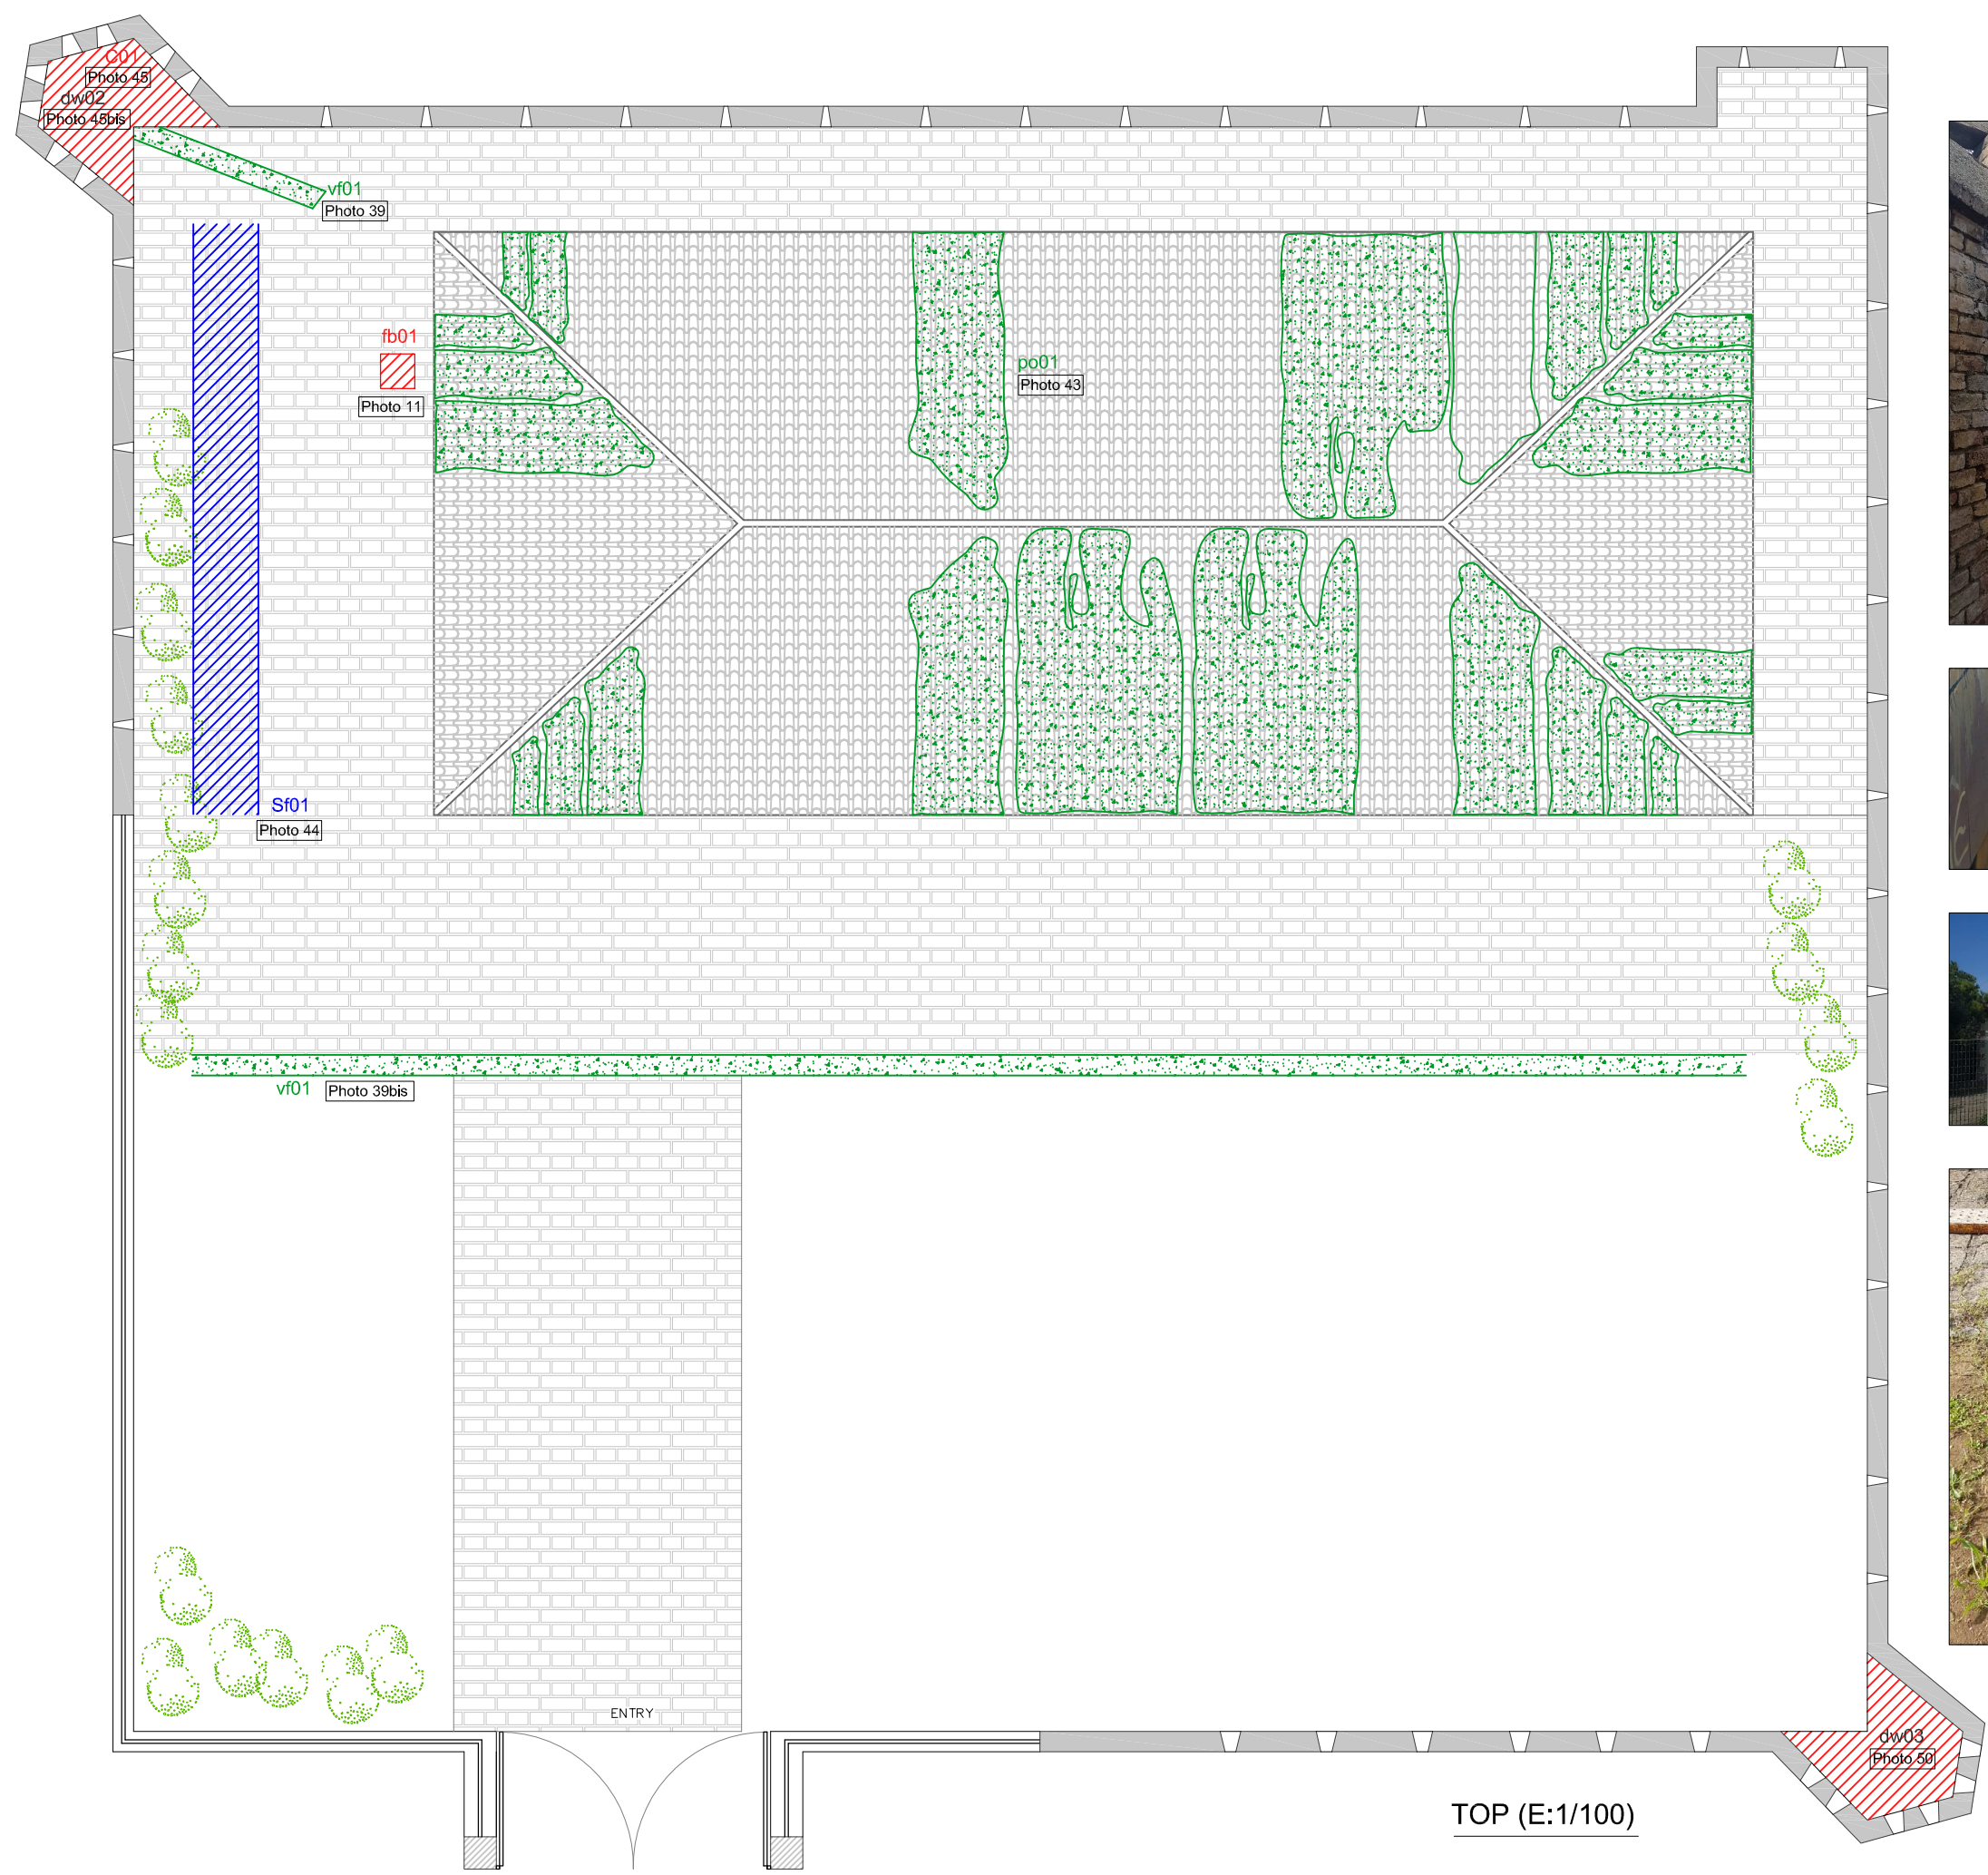 C01
Photo 45
dw02
Photo 45bis
vf01
Photo 39
fb01
Photo 11
po01
Photo 43
Sf01
Photo 44
vf01
Photo 39bis
ENTRY
dw03
Photo 50
TOP (E:1/100)